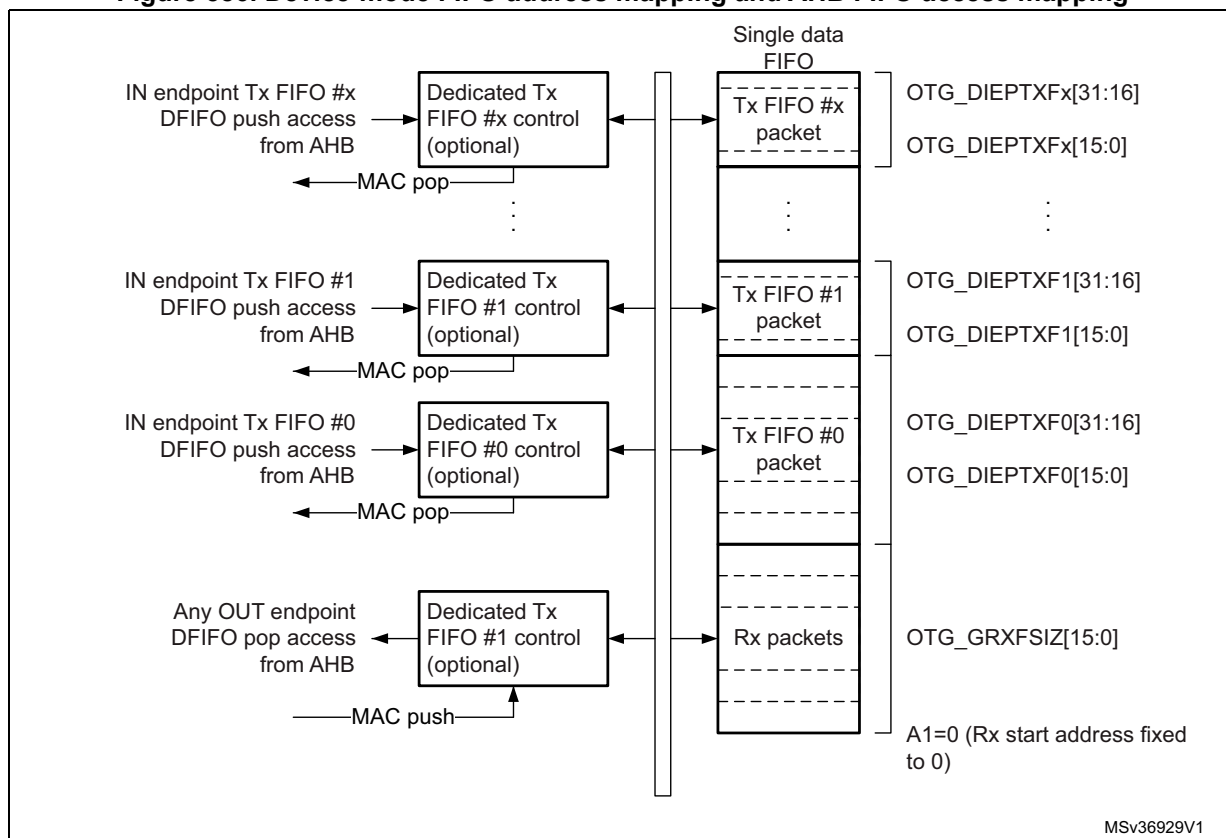 Figure 653. Device-mode FIFO address mapping and AHB FIFO access mapping
Single data
FIFO
IN endpoint Tx FIFO #x
DFIFO push access
from AHB
Dedicated Tx
FIFO #x control
(optional)
MAC pop
Tx FIFO #x
packet
OTG_DIEPTXFx[31:16]
OTG_DIEPTXFx[15:0]
IN endpoint Tx FIFO #1
DFIFO push access
from AHB
Dedicated Tx
FIFO #1 control
(optional)
MAC pop
Tx FIFO #1
packet
OTG_DIEPTXF1[31:16]
OTG_DIEPTXF1[15:0]
IN endpoint Tx FIFO #0
DFIFO push access
from AHB
Dedicated Tx
FIFO #0 control
(optional)
MAC pop
Tx FIFO #0
packet
OTG_DIEPTXF0[31:16]
OTG_DIEPTXF0[15:0]
Any OUT endpoint
DFIFO pop access
from AHB
Dedicated Tx
FIFO #1 control
(optional)
MAC push
Rx packets
OTG_GRXFSIZ[15:0]
A1=0 (Rx start address fixed
to 0)
MSv36929V1